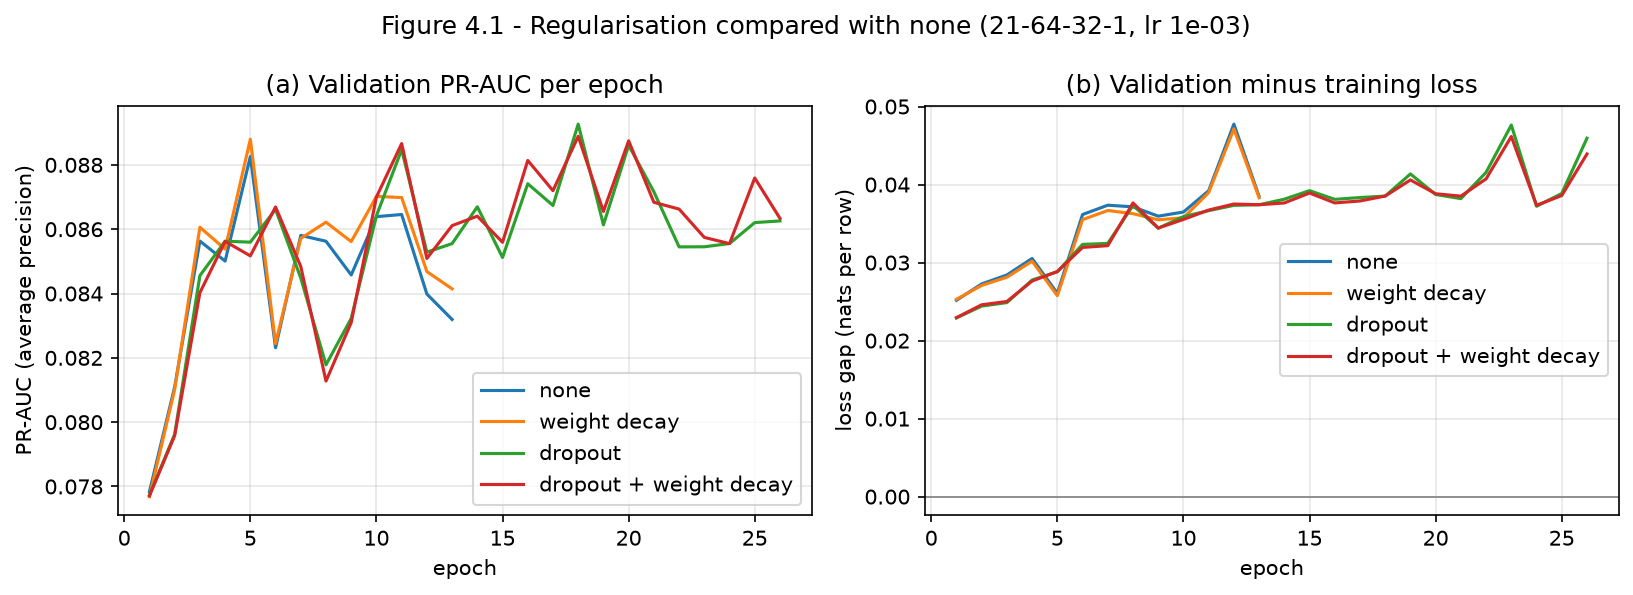 Figure 4.1 - Regularisation compared with none (21-64-32-1, lr 1e-03)
(a) Validation PR-AUC per epoch
PR-AUC (average precision)
0.088
0.086
0.084
0.082
0.080
0.078
0
5
10
15
20
25
epoch
none
weight decay
dropout
dropout + weight decay
(b) Validation minus training loss
loss gap (nats per row)
0.05
0.04
0.03
0.02
0.01
0.00
0
5
10
15
20
25
epoch
none
weight decay
dropout
dropout + weight decay